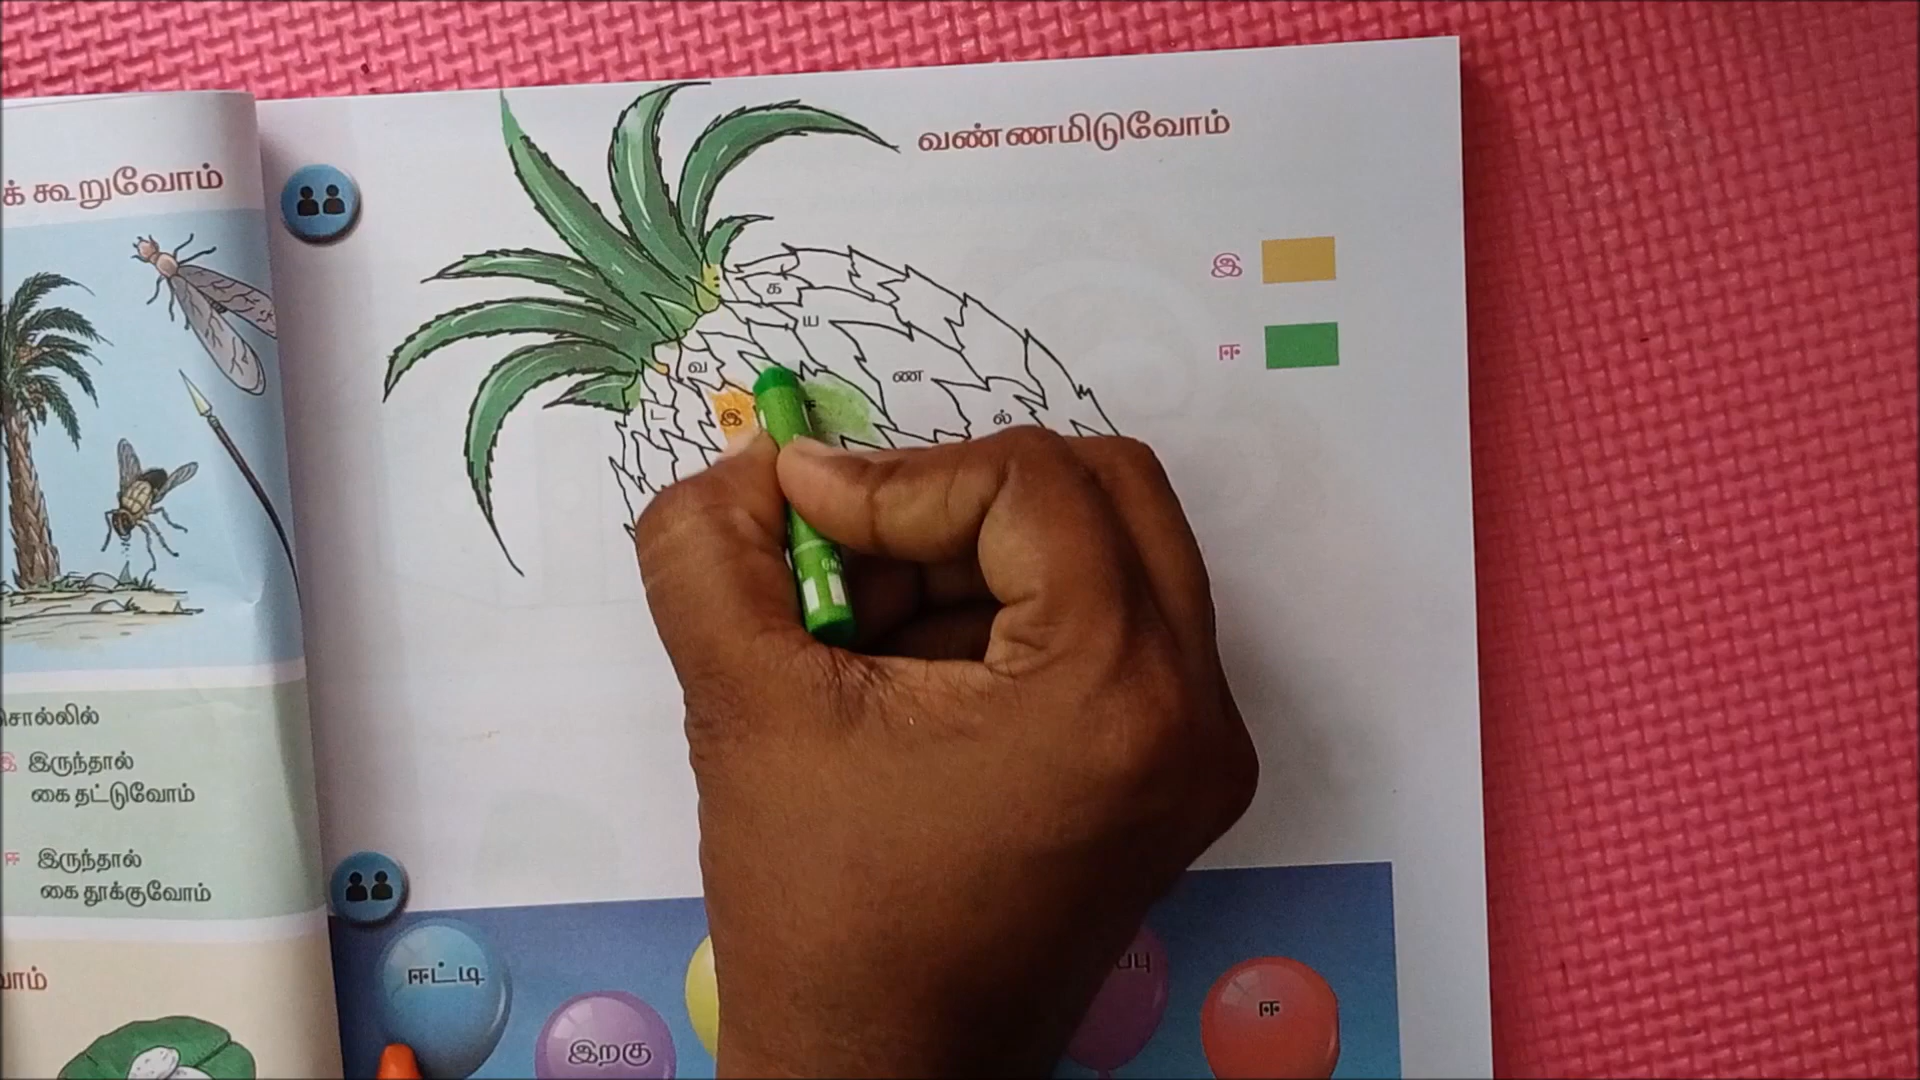 க் கூறுவோம்
இருந்தால்
கை தட்டுவோம்
ஈ இருந்தால்
கை தூக்குவோம்
வண்ணமிடுவோம்
இ
ஈ
க
ய
வ
ண
இ
ல்
ஈட்டி
இறகு
ஈ